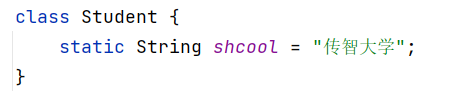 class Student {
    static String shcool = "传智大学";
}